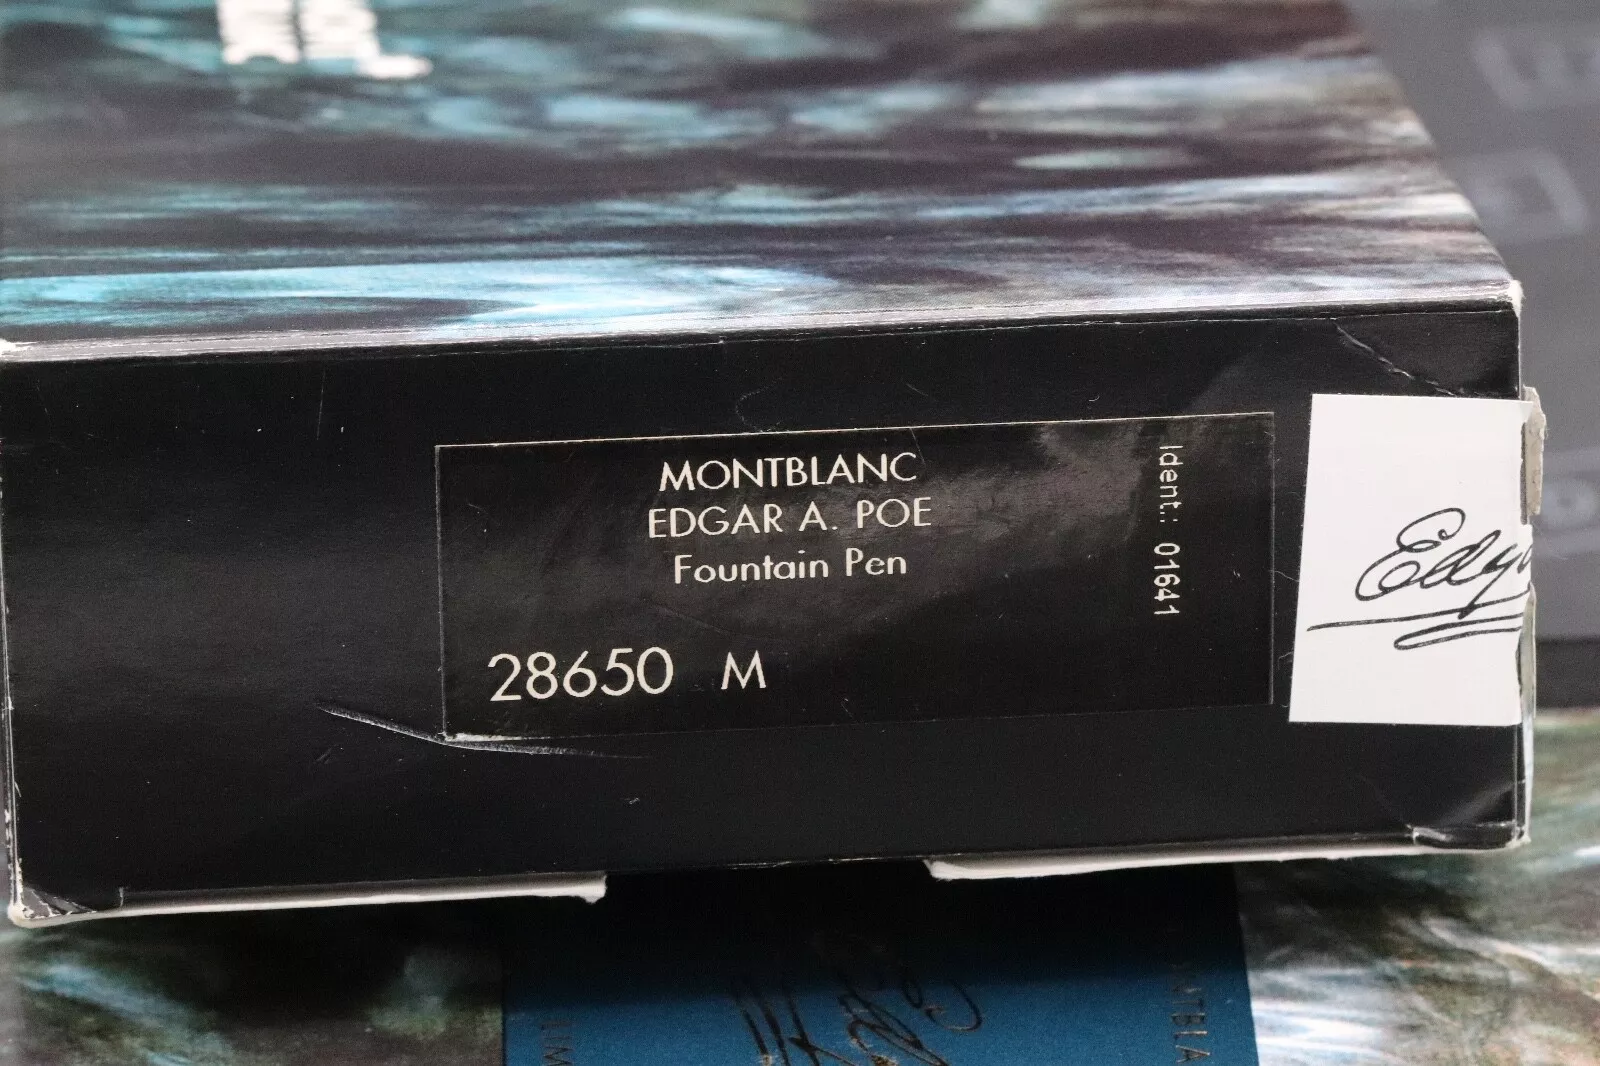 MONTBLANC
EDGAR A. POE
Fountain Pen
28650 M
Ident.: 01641